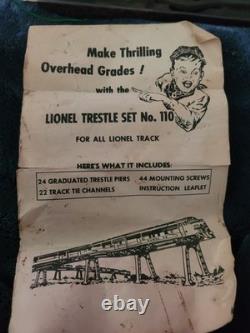 Make Thrilling
Overhead Grades!
with the
LIONEL TRESTLE SET No. 110
FOR ALL LIONEL TRACK
HERE'S WHAT IT INCLUDES:
24 GRADUATED TRESTLE PIERS 44 MOUNTING SCREWS
22 TRACK TIE CHANNELS INSTRUCTION LEAFLET